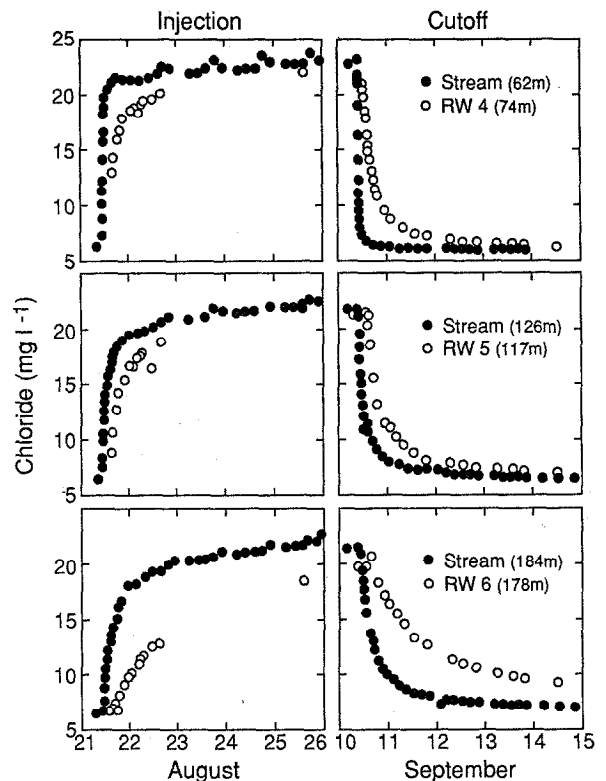 Injection
Cutoff
25
20
15
10
5
Stream (62m)
RW 4 (74m)
Chloride (mg l⁻¹)
20
15
10
5
Stream (126m)
RW 5 (117m)
20
15
10
5
Stream (184m)
RW 6 (178m)
21 22 23 24 25 26
10 11 12 13 14 15
August
September